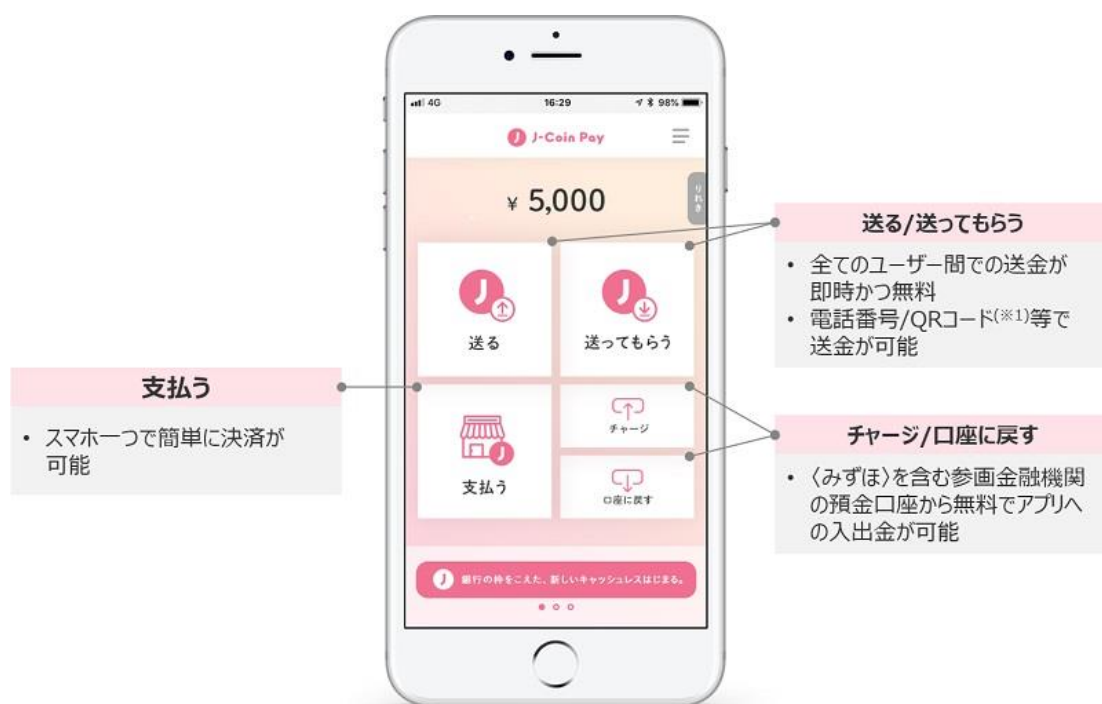 4G
16:29
98%
J-Coin Pay
¥ 5,000
りれき
送る
送ってもらう
支払う
チャージ
口座に戻す
銀行の枠をこえた、新しいキャッシュレスはじまる。
支払う
• スマホ一つで簡単に決済が
可能
送る/送ってもらう
• 全てのユーザー間での送金が
即時かつ無料
• 電話番号/QRコード(※1)等で
送金が可能
チャージ/口座に戻す
• 〈みずほ〉を含む参画金融機関
の預金口座から無料でアプリへ
の入出金が可能